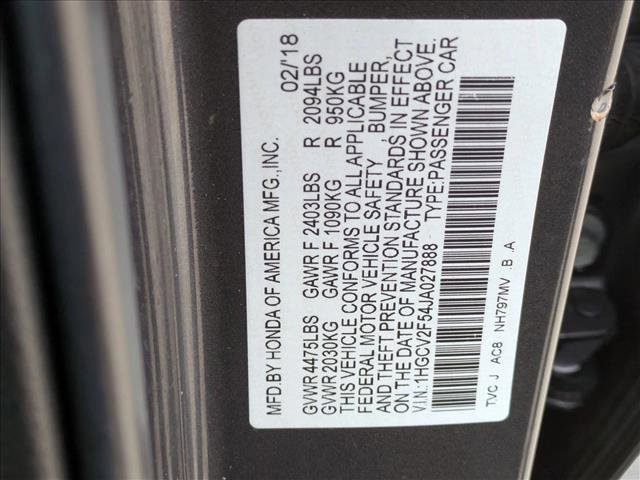 MFD.BY HONDA OF AMERICA MFG.,INC. 02/'18
GVWR 4475LBS GAWR F 2403LBS R 2094LBS
GVWR 2030KG GAWR F 1090KG R 950KG
THIS VEHICLE CONFORMS TO ALL APPLICABLE
FEDERAL MOTOR VEHICLE SAFETY , BUMPER,
AND THEFT PREVENTION STANDARDS IN EFFECT
ON THE DATE OF MANUFACTURE SHOWN ABOVE.
V.I.N.:1HGCV2F54JA027888 TYPE:PASSENGER CAR
TVC J AC8 NH797MV .B .A